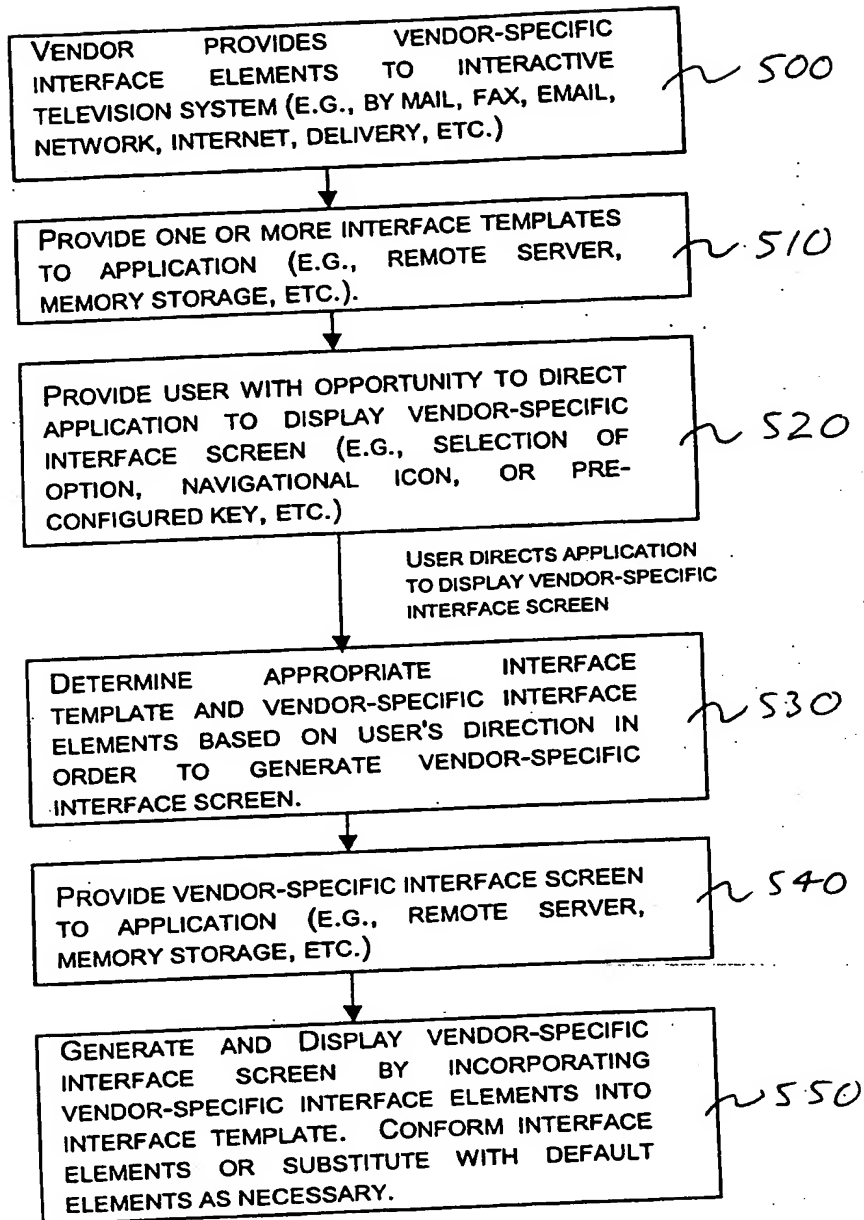 VENDOR PROVIDES VENDOR-SPECIFIC
INTERFACE ELEMENTS TO INTERACTIVE
TELEVISION SYSTEM (E.G., BY MAIL, FAX, EMAIL,
NETWORK, INTERNET, DELIVERY, ETC.)
500
PROVIDE ONE OR MORE INTERFACE TEMPLATES
TO APPLICATION (E.G., REMOTE SERVER,
MEMORY STORAGE, ETC.).
510
PROVIDE USER WITH OPPORTUNITY TO DIRECT
APPLICATION TO DISPLAY VENDOR-SPECIFIC
INTERFACE SCREEN (E.G., SELECTION OF
OPTION, NAVIGATIONAL ICON, OR PRE-
CONFIGURED KEY, ETC.)
520
USER DIRECTS APPLICATION
TO DISPLAY VENDOR-SPECIFIC
INTERFACE SCREEN
DETERMINE APPROPRIATE INTERFACE
TEMPLATE AND VENDOR-SPECIFIC INTERFACE
ELEMENTS BASED ON USER'S DIRECTION IN
ORDER TO GENERATE VENDOR-SPECIFIC
INTERFACE SCREEN.
530
PROVIDE VENDOR-SPECIFIC INTERFACE SCREEN
TO APPLICATION (E.G., REMOTE SERVER,
MEMORY STORAGE, ETC.)
540
GENERATE AND DISPLAY VENDOR-SPECIFIC
INTERFACE SCREEN BY INCORPORATING
VENDOR-SPECIFIC INTERFACE ELEMENTS INTO
INTERFACE TEMPLATE. CONFORM INTERFACE
ELEMENTS OR SUBSTITUTE WITH DEFAULT
ELEMENTS AS NECESSARY.
550